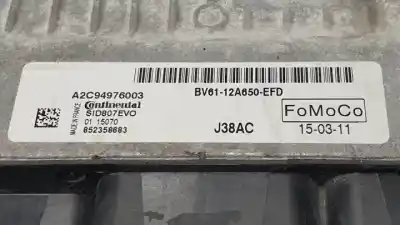 A2C94976003
BV61-12A650-EFD
MADE IN FRANCE
Continental
SID807EVO
01 15070
852358683
J38AC
FoMoCo
15-03-11